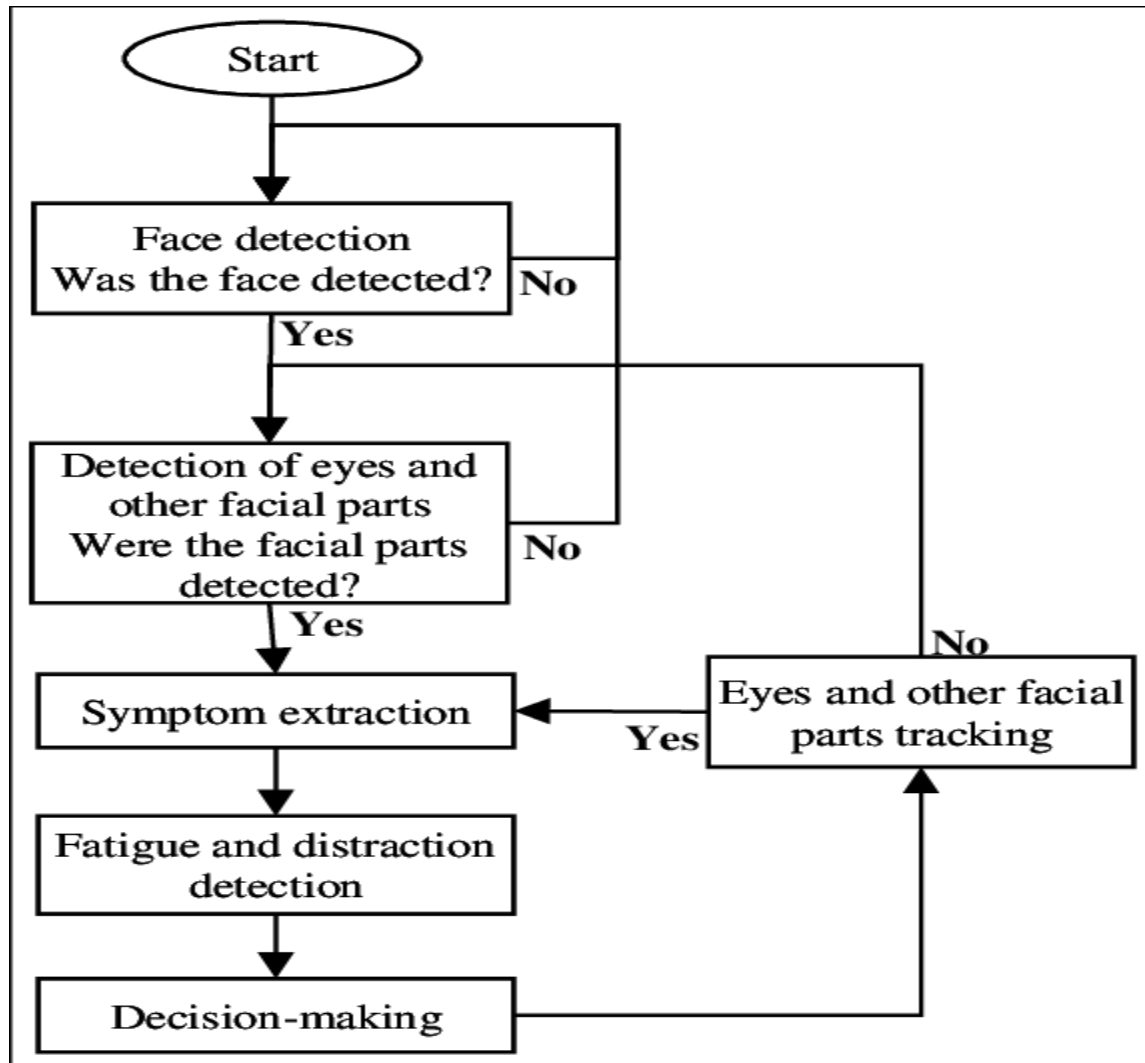 Start
Face detection
Was the face detected?
No
Yes
Detection of eyes and
other facial parts
Were the facial parts
detected?
No
Yes
Symptom extraction
No
Eyes and other facial
parts tracking
Yes
Fatigue and distraction
detection
Decision-making